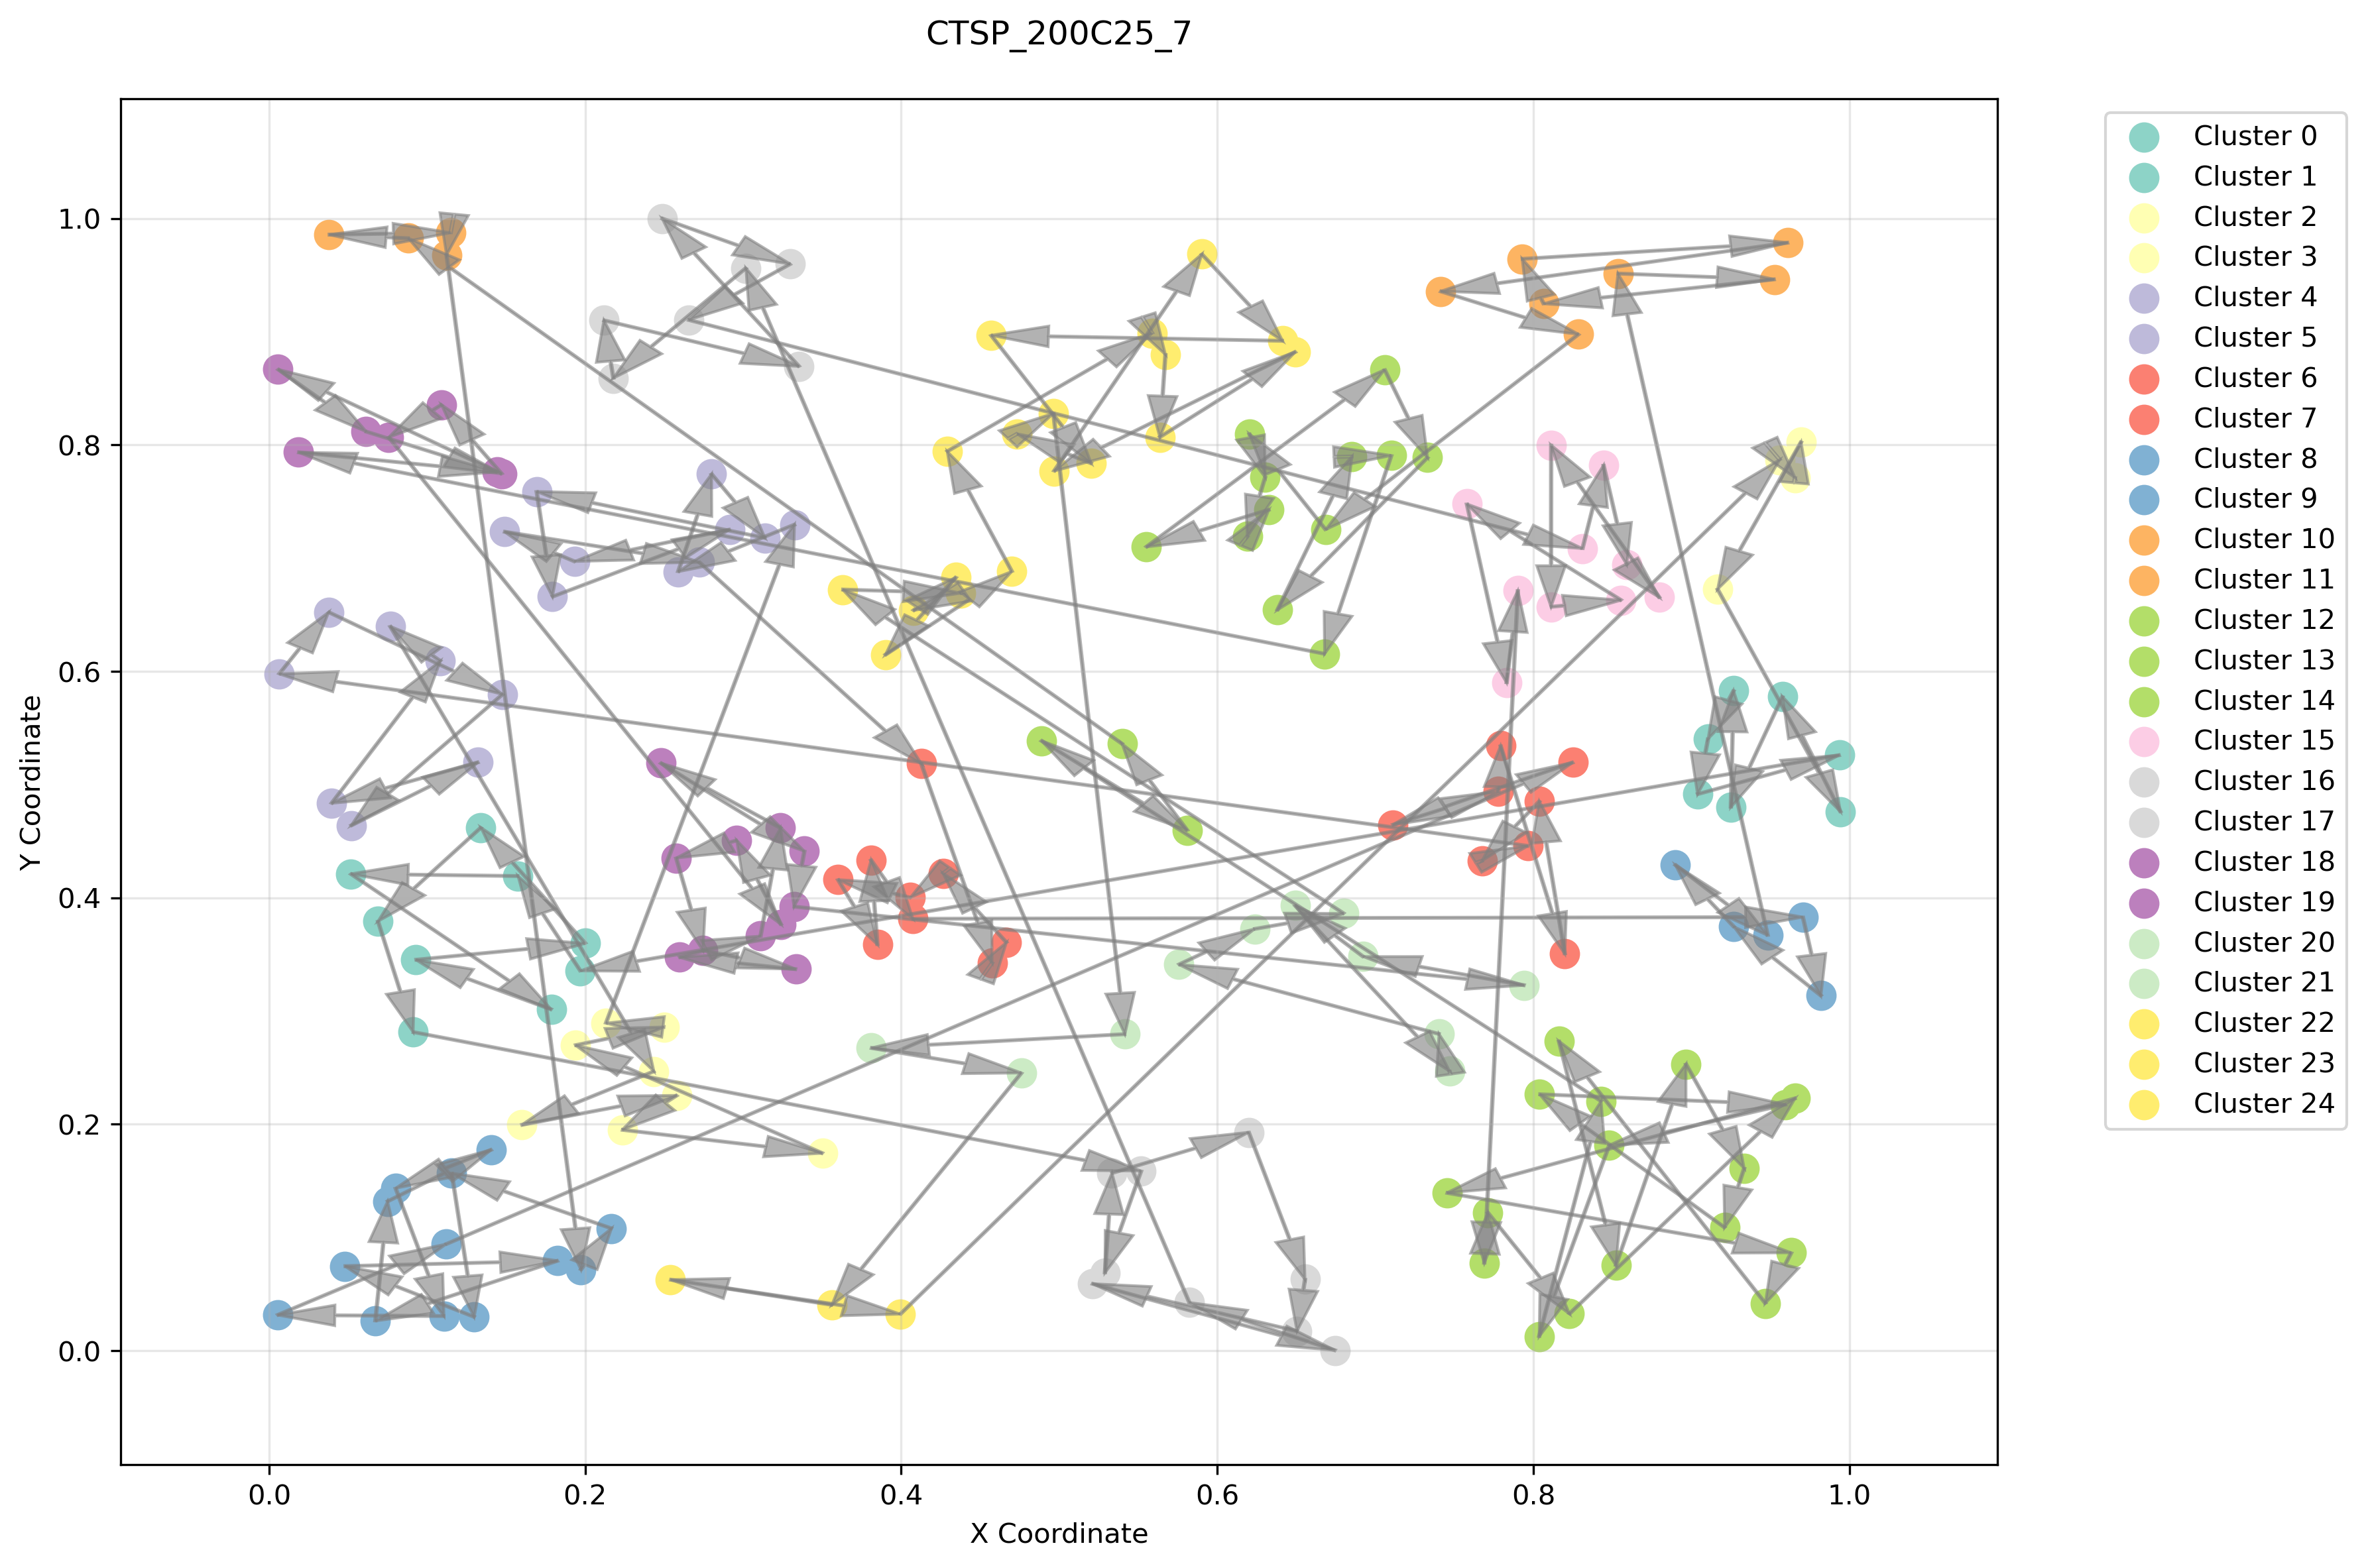 CTSP_200C25_7
Y Coordinate
1.0
0.8
0.6
0.4
0.2
0.0
0.0 0.2 0.4 0.6 0.8 1.0
X Coordinate
Cluster 0
Cluster 1
Cluster 2
Cluster 3
Cluster 4
Cluster 5
Cluster 6
Cluster 7
Cluster 8
Cluster 9
Cluster 10
Cluster 11
Cluster 12
Cluster 13
Cluster 14
Cluster 15
Cluster 16
Cluster 17
Cluster 18
Cluster 19
Cluster 20
Cluster 21
Cluster 22
Cluster 23
Cluster 24